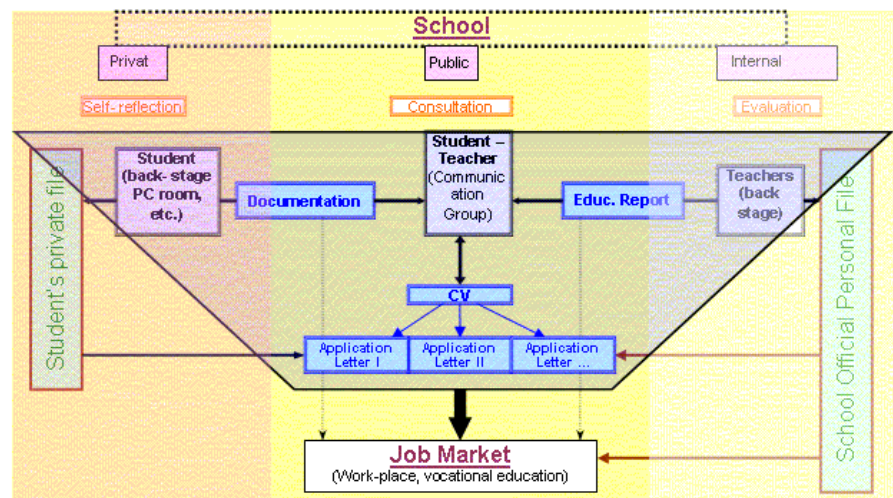 School
Privat
Public
Internal
Self- reflection
Consultation
Evaluation
Student's private file
Student
(back- stage
PC room,
etc.)
Documentation
Student –
Teacher
(Communic
ation
Group)
Educ. Report
Teachers
(back
stage)
School Official Personal File
CV
Application
Letter I
Application
Letter II
Application
Letter ...
Job Market
(Work-place, vocational education)